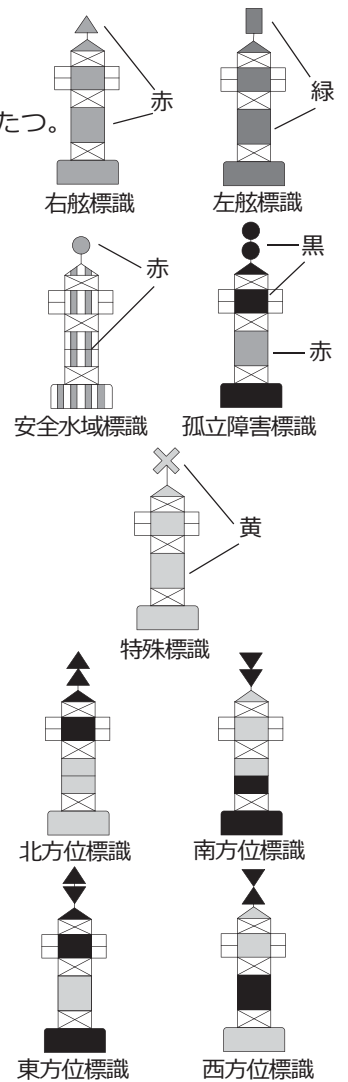 赤
緑
たつ。
右舷標識
左舷標識
赤
黒
赤
安全水域標識
孤立障害標識
黄
特殊標識
北方位標識
南方位標識
東方位標識
西方位標識